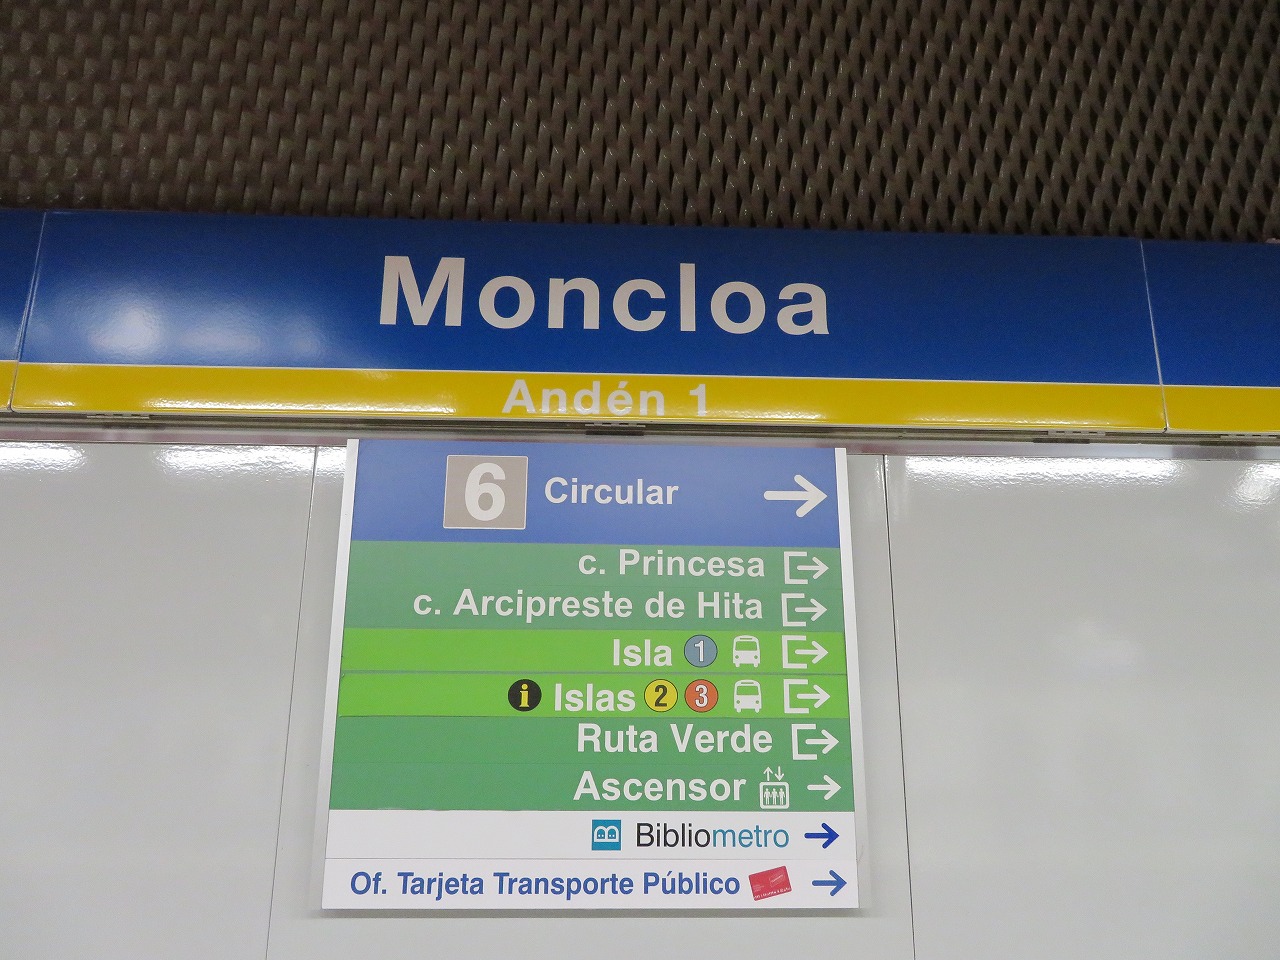 Moncloa
Andén 1
6 Circular
c. Princesa
c. Arcipreste de Hita
Isla 1
i Islas 2 3
Ruta Verde
Ascensor
Bibliometro
Of. Tarjeta Transporte Público